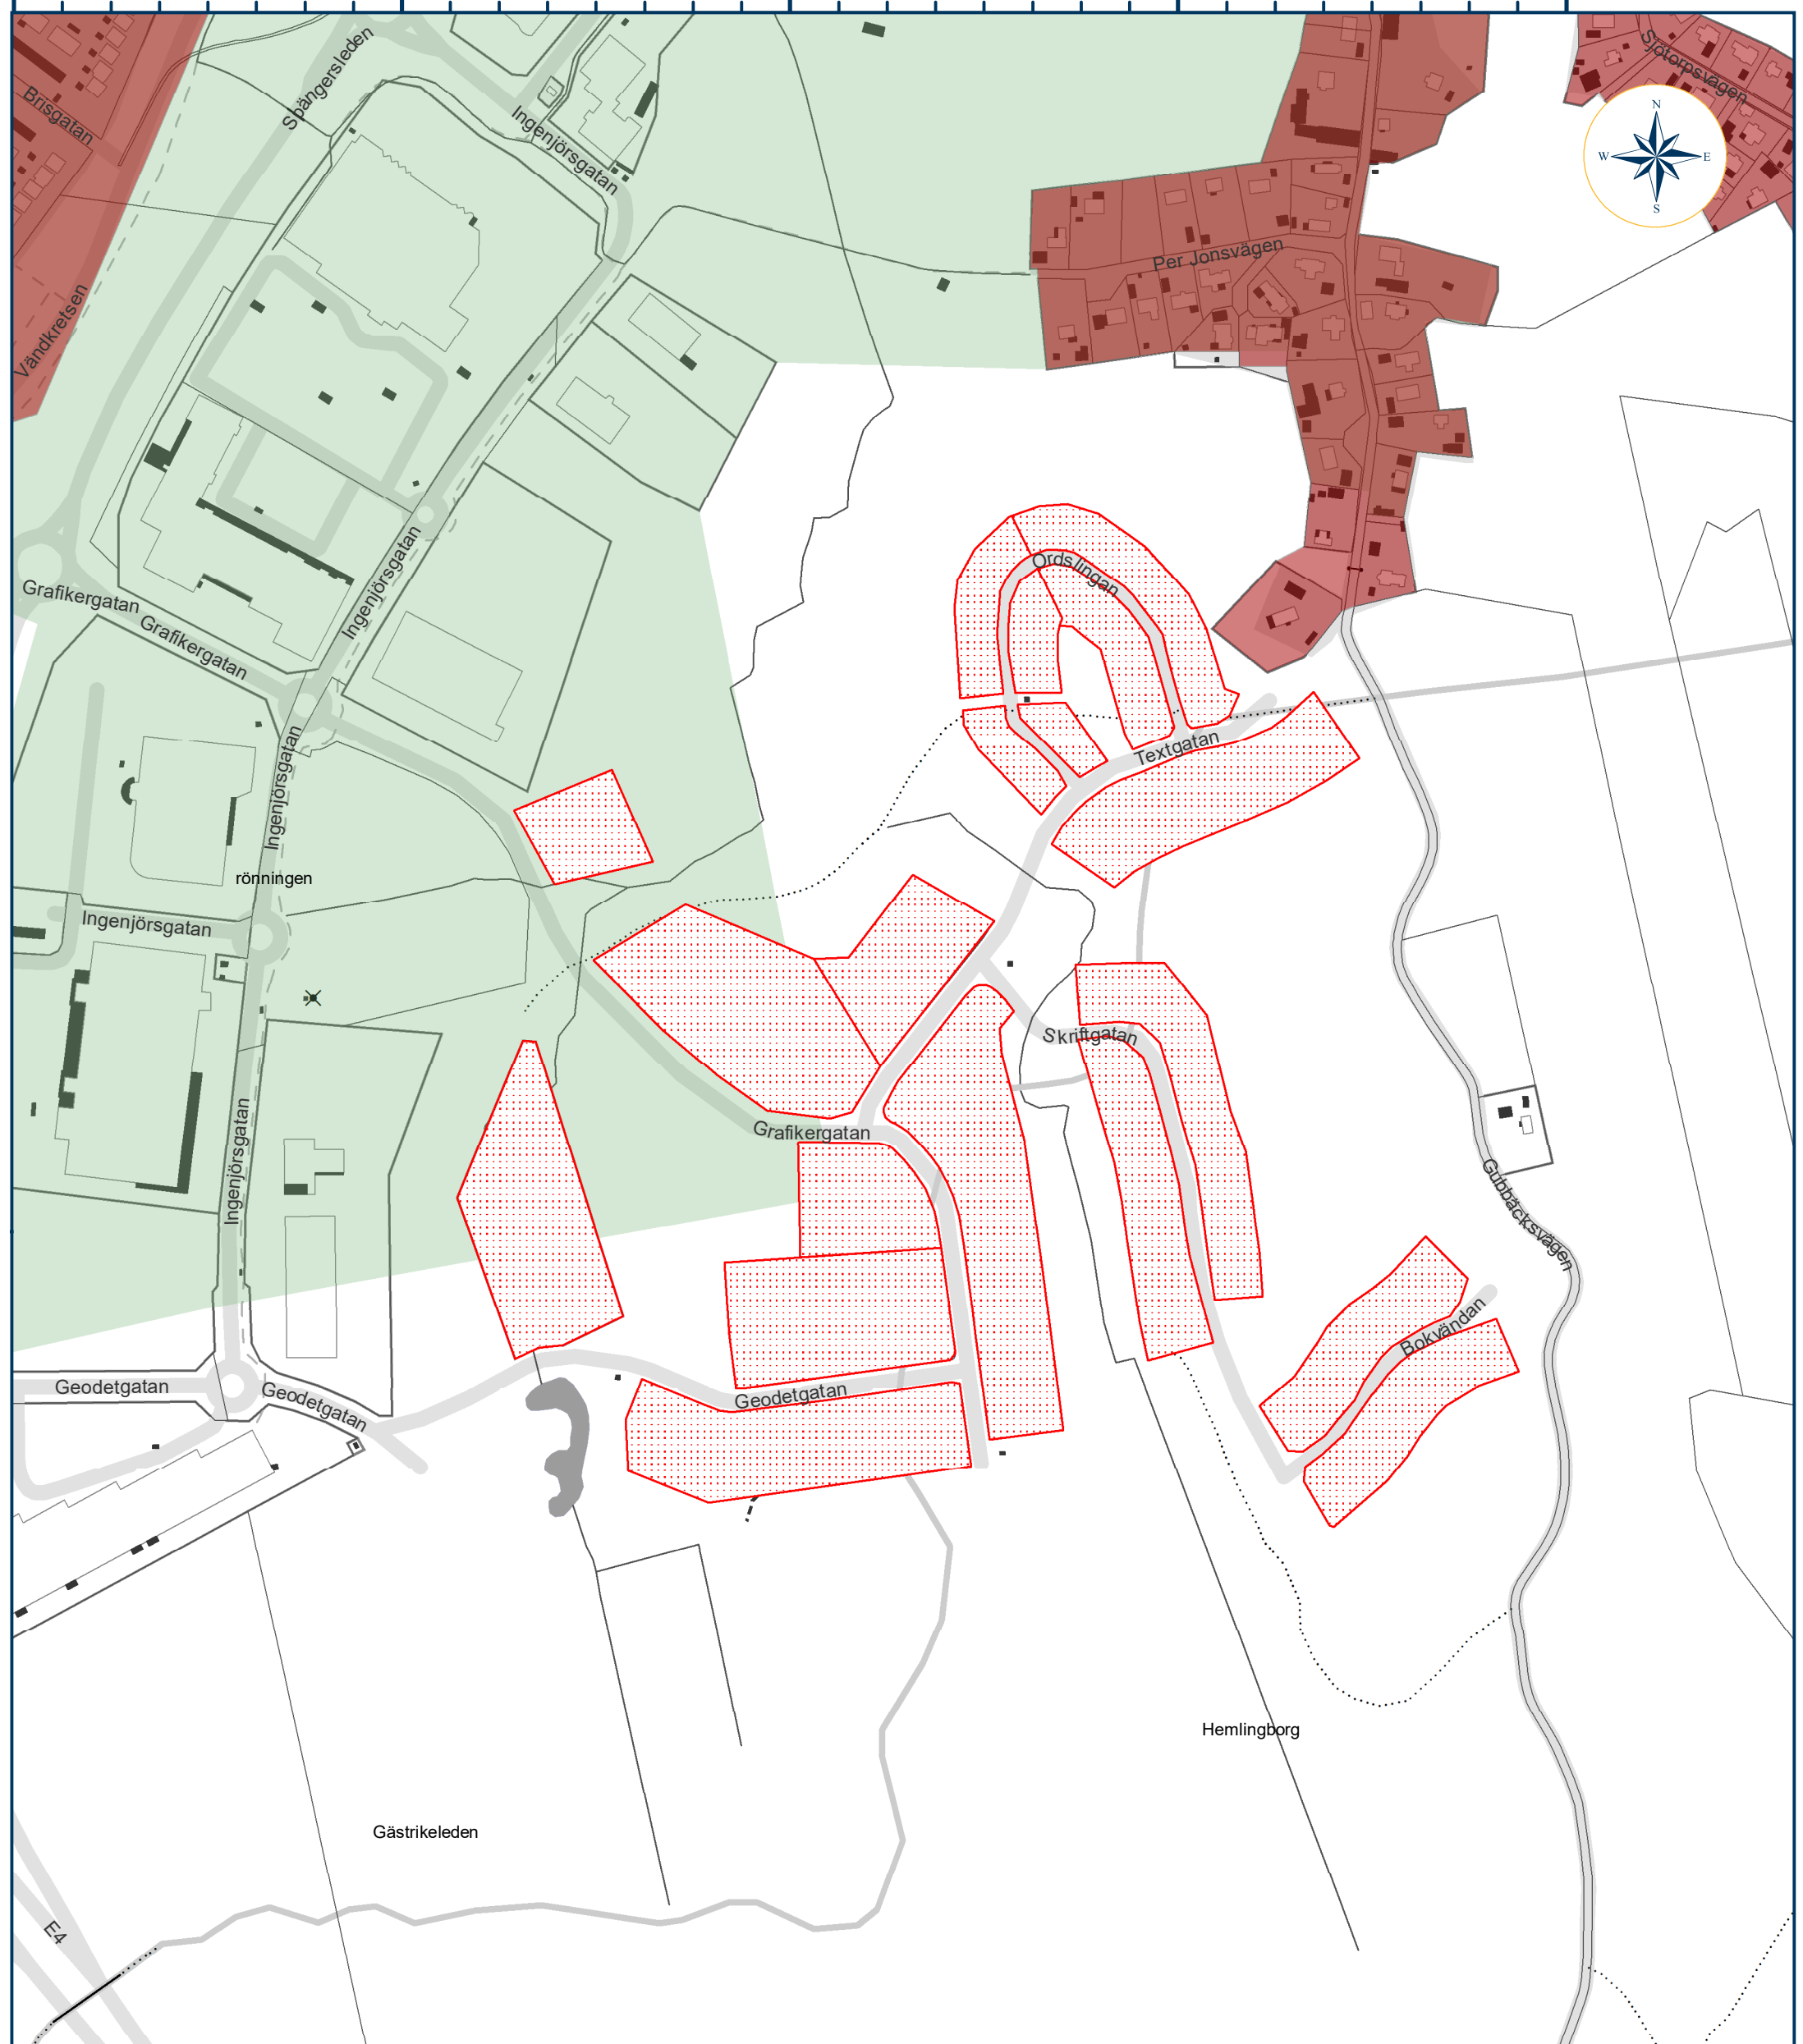 Spängersleden
Sjötorpsvägen
Brisgatan
Ingenjörsgatan
N
W
E
S
Per Jonsvägen
Vändkretsen
Ordslingan
Ingenjörsgatan
Grafikergatan
Grafikergatan
Textgatan
Ingenjörsgatan
rönningen
Ingenjörsgatan
Skriftgatan
Grafikergatan
Ingenjörsgatan
Gubbäcksvägen
Bokvändan
Geodetgatan
Geodetgatan
Geodetgatan
Hemlingborg
Gästrikeleden
E4